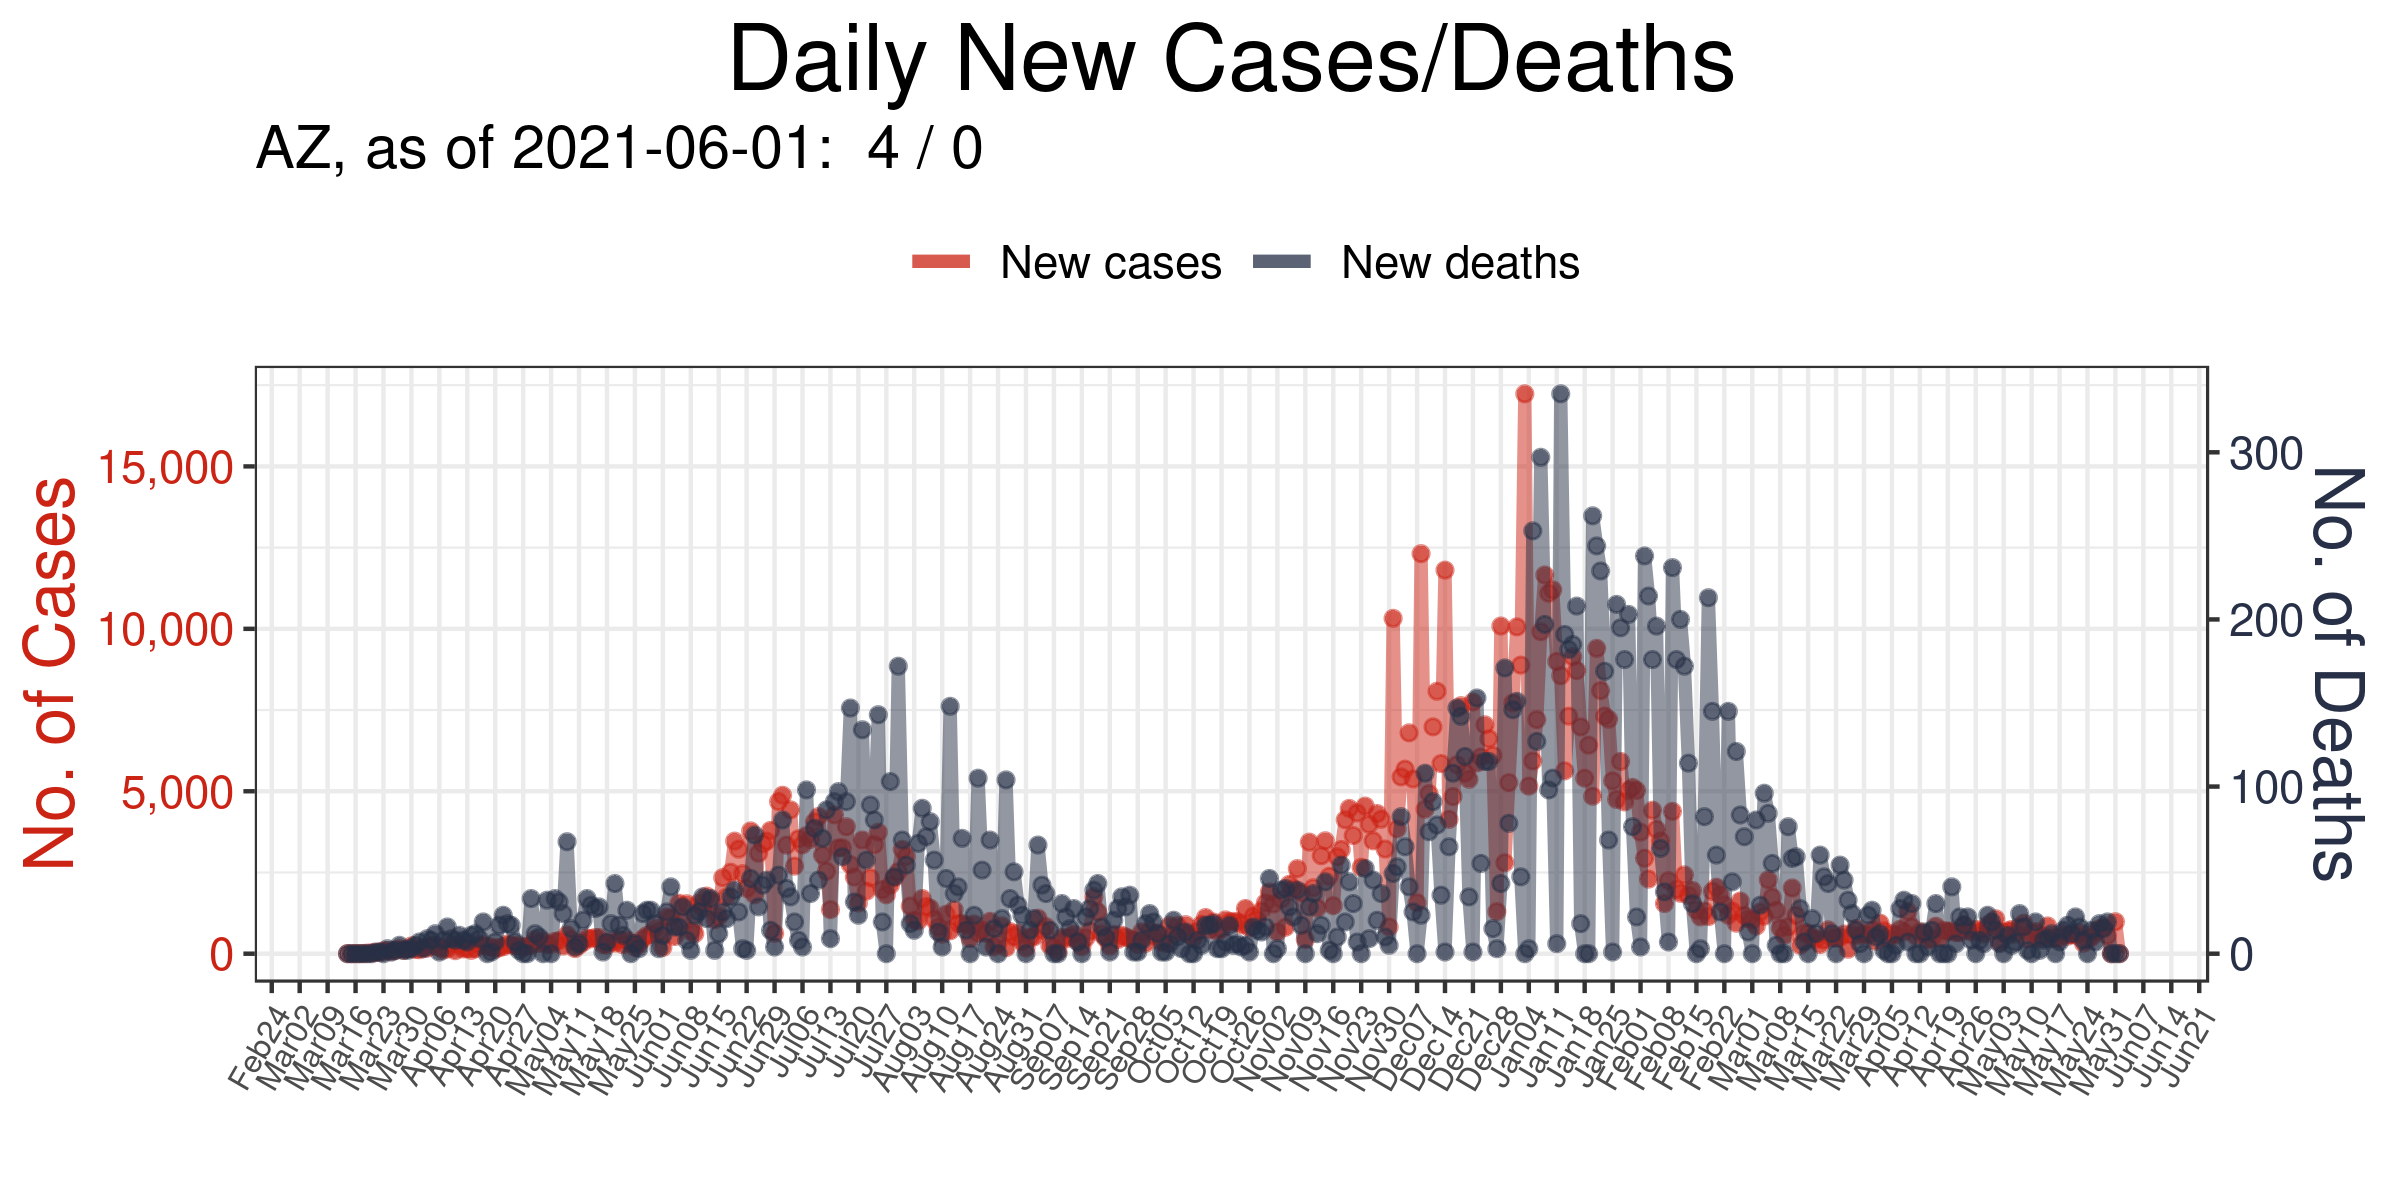 Daily New Cases/Deaths
AZ, as of 2021-06-01:  4 / 0
New cases
New deaths
No. of Cases
15,000
10,000
5,000
0
300
200
100
0
No. of Deaths
Feb24
Mar02
Mar09
Mar16
Mar23
Mar30
Apr06
Apr13
Apr20
Apr27
May04
May11
May18
May25
Jun01
Jun08
Jun15
Jun22
Jun29
Jul06
Jul13
Jul20
Jul27
Aug03
Aug10
Aug17
Aug24
Aug31
Sep07
Sep14
Sep21
Sep28
Oct05
Oct12
Oct19
Oct26
Nov02
Nov09
Nov16
Nov23
Nov30
Dec07
Dec14
Dec21
Dec28
Jan04
Jan11
Jan18
Jan25
Feb01
Feb08
Feb15
Feb22
Mar01
Mar08
Mar15
Mar22
Mar29
Apr05
Apr12
Apr19
Apr26
May03
May10
May17
May24
May31
Jun07
Jun14
Jun21